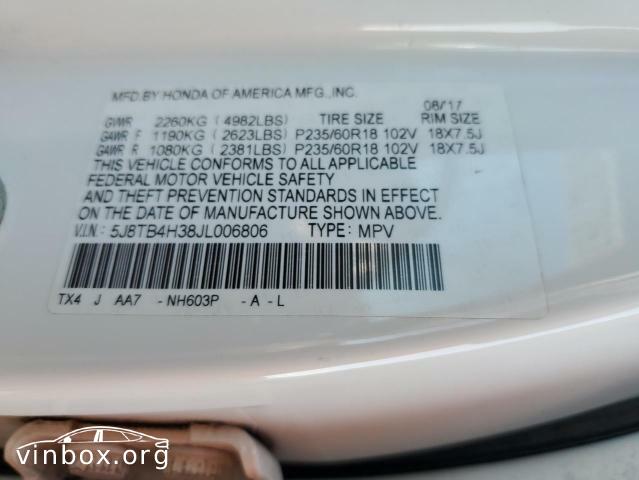 MFD.BY HONDA OF AMERICA MFG.,INC. 08/17
GVWR 2260KG ( 4982LBS) TIRE SIZE RIM SIZE
GAWR F 1190KG ( 2623LBS) P235/60R18 102V 18X7.5J
GAWR R 1080KG ( 2381LBS) P235/60R18 102V 18X7.5J
THIS VEHICLE CONFORMS TO ALL APPLICABLE
FEDERAL MOTOR VEHICLE SAFETY
AND THEFT PREVENTION STANDARDS IN EFFECT
ON THE DATE OF MANUFACTURE SHOWN ABOVE.
V.I.N.: 5J8TB4H38JL006806 TYPE: MPV
TX4 J AA7 -NH603P -A-L
vinbox.org